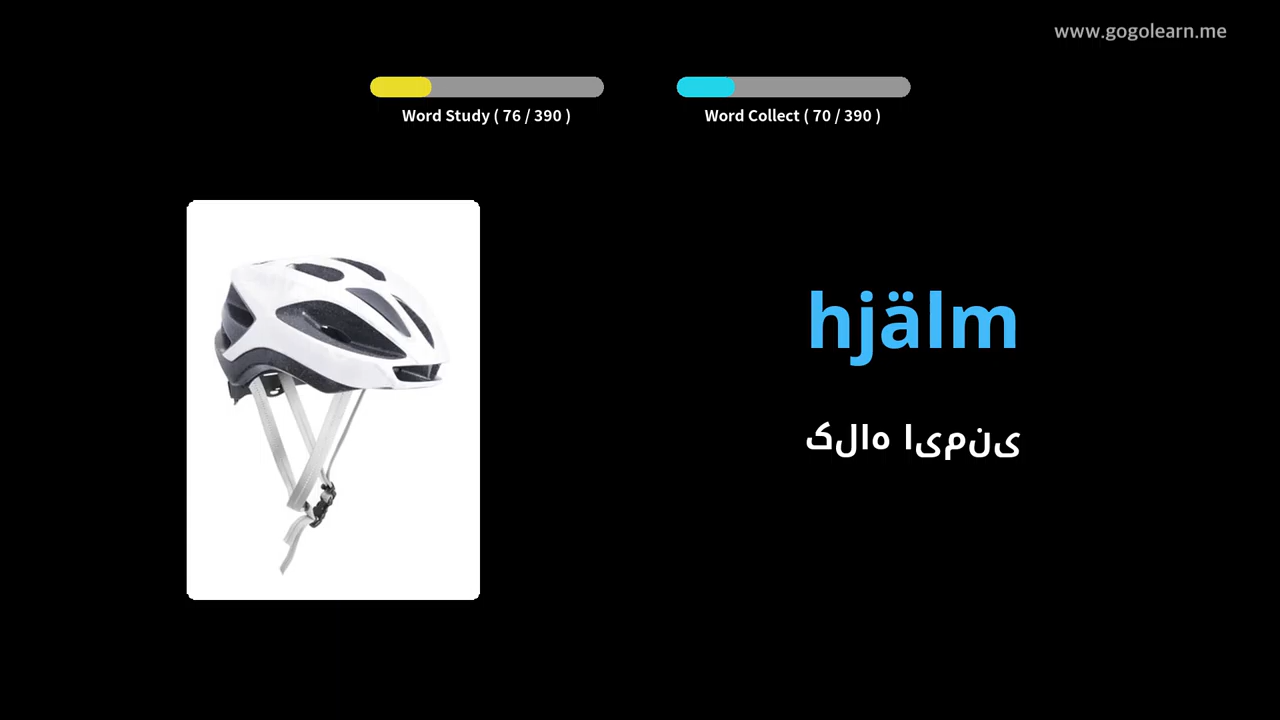 www.gogolearn.me
Word Study ( 76 / 390 )
Word Collect ( 70 / 390 )
hjälm
کلاه ایمنی